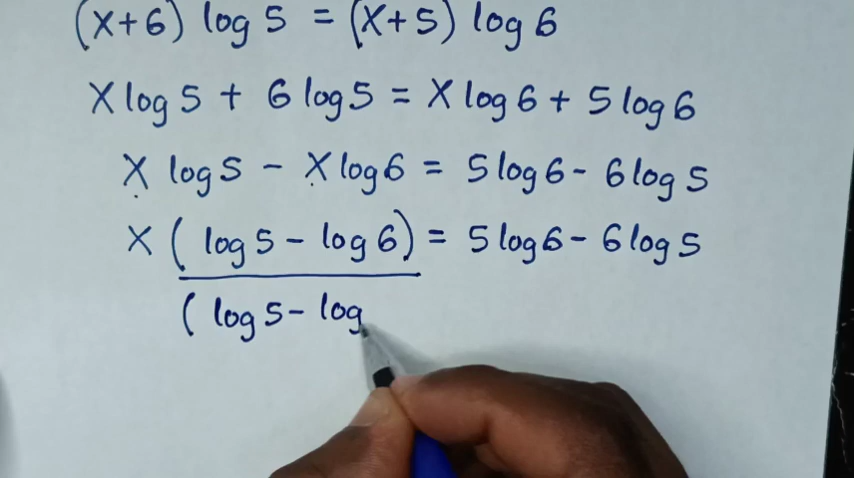 (x+6) log 5 = (x+5) log 6
x log 5 + 6 log 5 = x log 6 + 5 log 6
x log 5 - x log 6 = 5 log 6 - 6 log 5
x ( log 5 - log 6 ) = 5 log 6 - 6 log 5
( log 5 - log